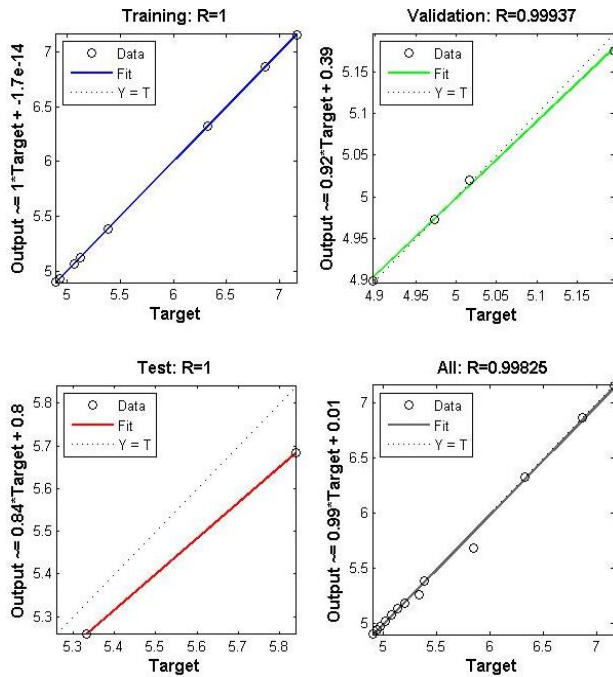 Training: R=1
Data
Fit
Y = T
Output ~= 1*Target + -1.7e-14
7
6.5
6
5.5
5
5
5.5
6
6.5
7
Target
Validation: R=0.99937
Data
Fit
Y = T
Output ~= 0.92*Target + 0.39
5.15
5.1
5.05
5
4.95
4.9
4.9
4.95
5
5.05
5.1
5.15
Target
Test: R=1
Data
Fit
Y = T
Output ~= 0.84*Target + 0.8
5.8
5.7
5.6
5.5
5.4
5.3
5.3
5.4
5.5
5.6
5.7
5.8
Target
All: R=0.99825
Data
Fit
Y = T
Output ~= 0.99*Target + 0.01
7
6.5
6
5.5
5
5
5.5
6
6.5
7
Target